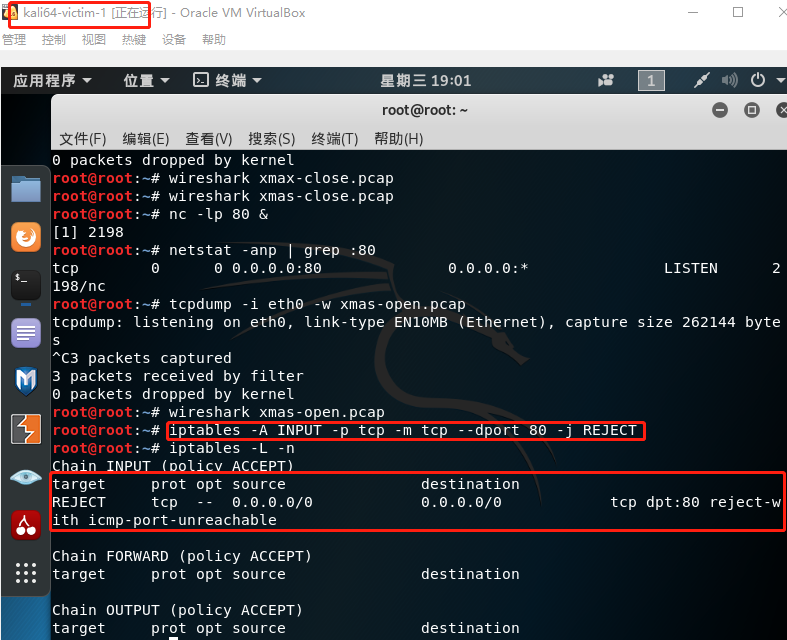 kali64-victim-1 [正在运行] - Oracle VM VirtualBox
管理 控制 视图 热键 设备 帮助
应用程序 位置 终端 星期三 19:01 1
root@root: ~
文件(F) 编辑(E) 查看(V) 搜索(S) 终端(T) 帮助(H)
0 packets dropped by kernel
root@root:~# wireshark xmax-close.pcap
root@root:~# wireshark xmas-close.pcap
root@root:~# nc -lp 80 &
[1] 2198
root@root:~# netstat -anp | grep :80
tcp 0 0 0.0.0.0:80 0.0.0.0:* LISTEN 2
198/nc
root@root:~# tcpdump -i eth0 -w xmas-open.pcap
tcpdump: listening on eth0, link-type EN10MB (Ethernet), capture size 262144 byte
s
^C3 packets captured
3 packets received by filter
0 packets dropped by kernel
root@root:~# wireshark xmas-open.pcap
root@root:~# iptables -A INPUT -p tcp -m tcp --dport 80 -j REJECT
root@root:~# iptables -L -n
Chain INPUT (policy ACCEPT)
target prot opt source destination
REJECT tcp -- 0.0.0.0/0 0.0.0.0/0 tcp dpt:80 reject-w
ith icmp-port-unreachable
Chain FORWARD (policy ACCEPT)
target prot opt source destination
Chain OUTPUT (policy ACCEPT)
target prot opt source destination